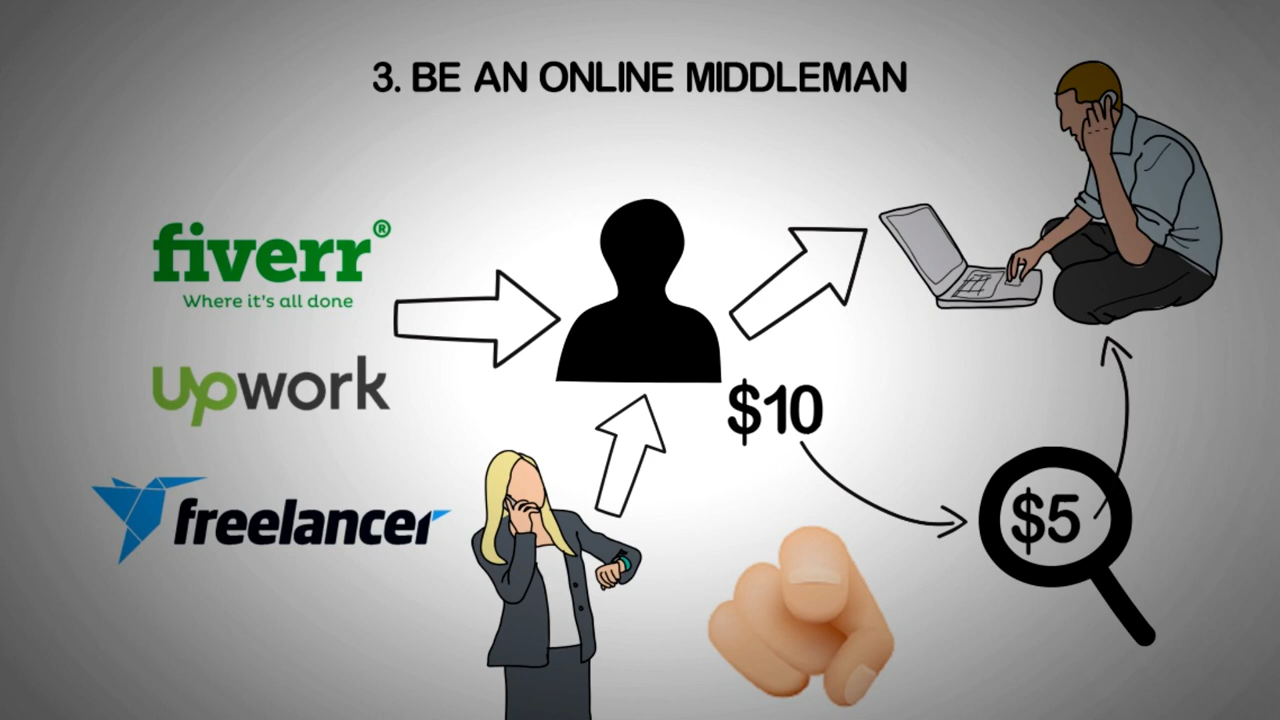 3. BE AN ONLINE MIDDLEMAN
fiverr®
Where it's all done
upwork
$10
freelancer
$5